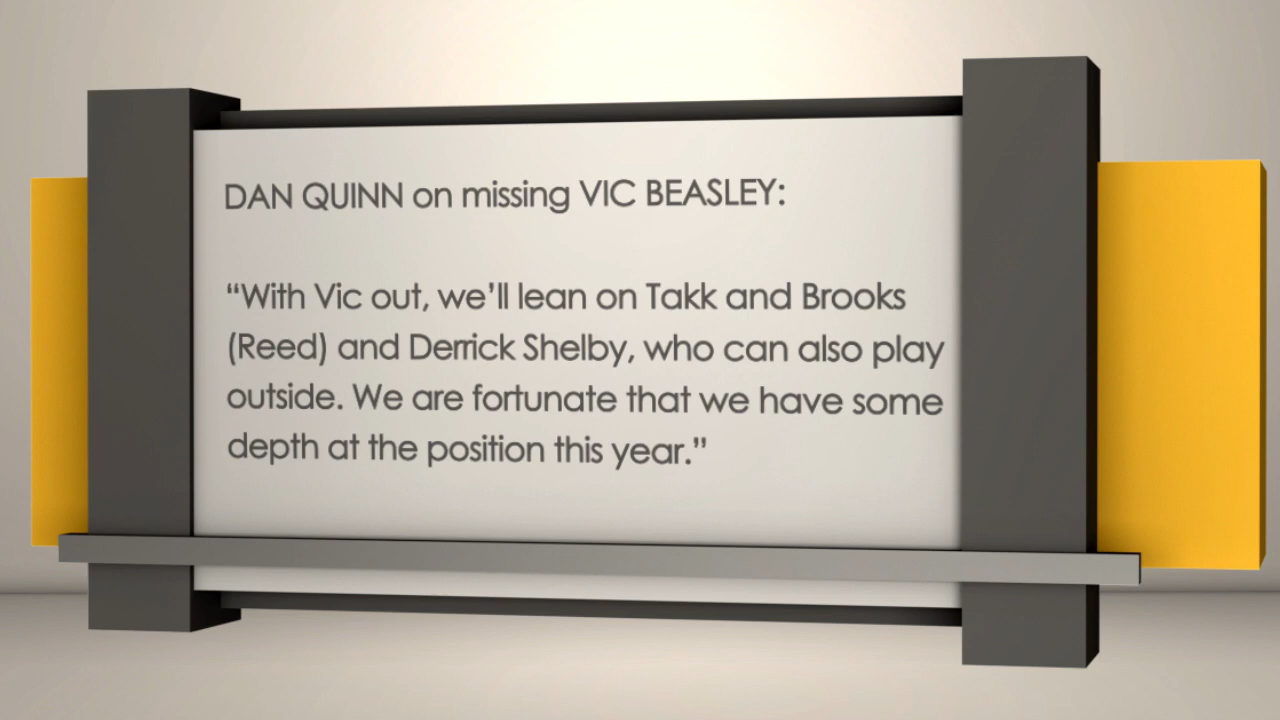 DAN QUINN on missing VIC BEASLEY:
“With Vic out, we’ll lean on Takk and Brooks
(Reed) and Derrick Shelby, who can also play
outside. We are fortunate that we have some
depth at the position this year.”